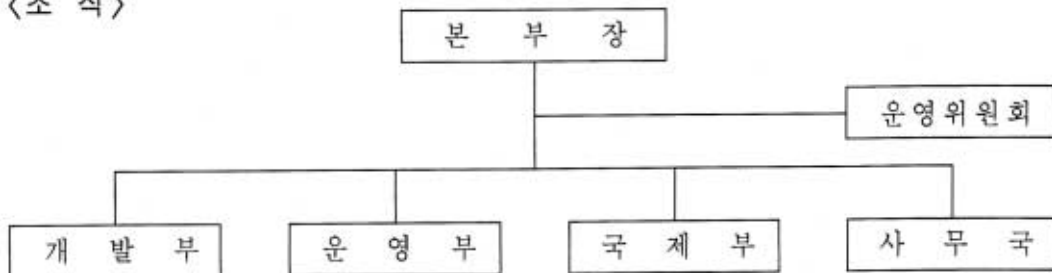 〈조 직〉
본 부 장
운영위원회
개 발 부
운 영 부
국 제 부
사 무 국